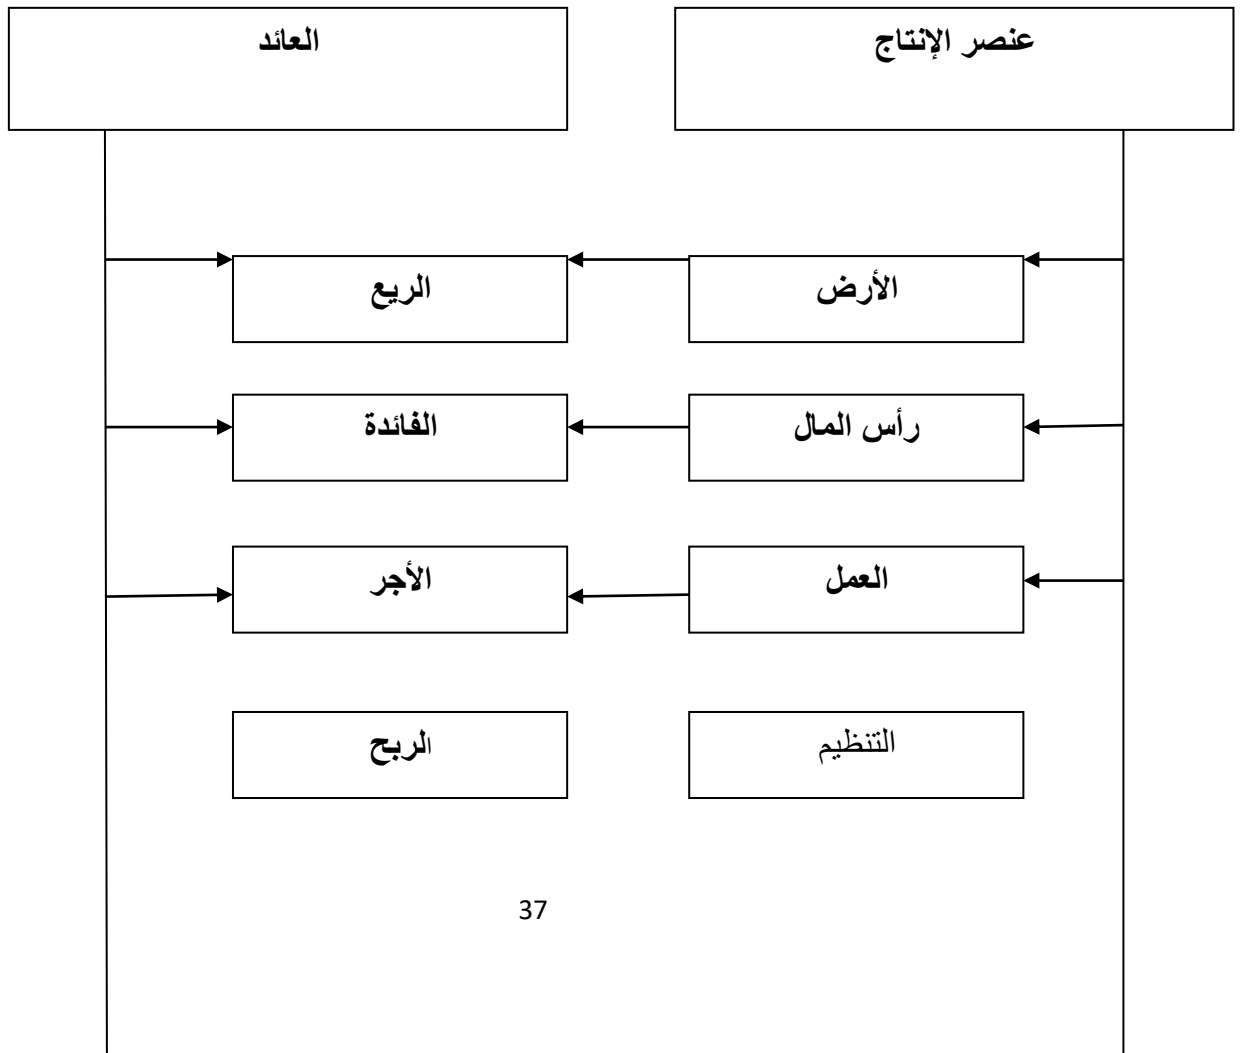 عنصر الإنتاج
العائد
الأرض
الريع
رأس المال
الفائدة
العمل
الأجر
التنظيم
الربح
37